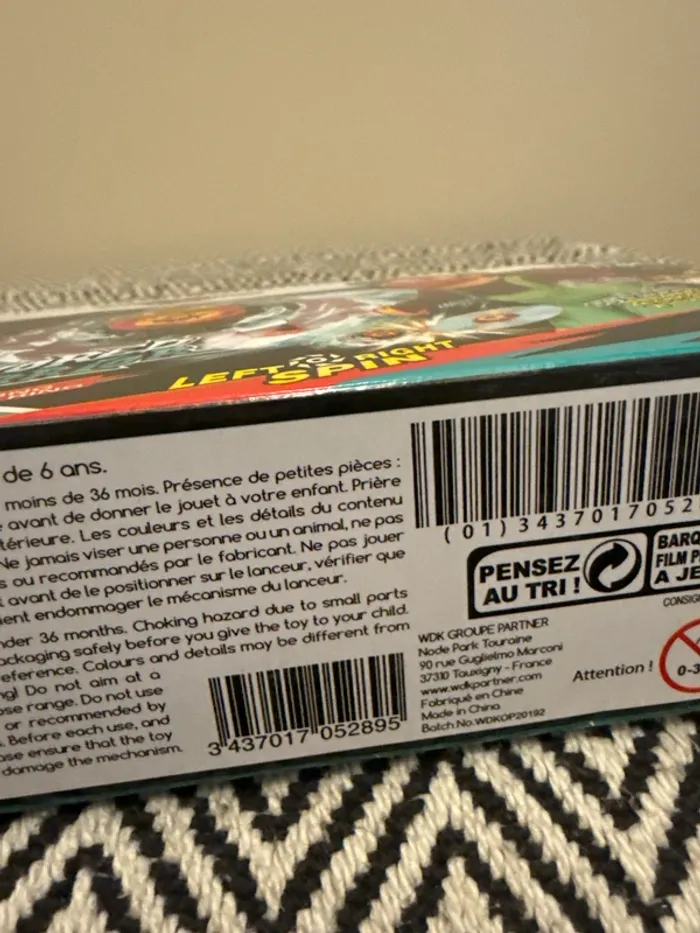 LEFT OU RIGHT
SPIN
de 6 ans.
moins de 36 mois. Présence de petites pièces :
avant de donner le jouet à votre enfant. Prière
térieure. Les couleurs et les détails du contenu
Ne jamais viser une personne ou un animal, ne pas
s ou recommandés par le fabricant. Ne pas jouer
avant de le positionner sur le lanceur, vérifier que
ient endommager le mécanisme du lanceur.
nder 36 months. Choking hazard due to small parts
ackaging safely before you give the toy to your child.
eference. Colours and details may be different from
ng! Do not aim at a
ose range. Do not use
or recommended by
. Before each use, and
ase ensure that the toy
damage the mechanism.
3 437017 052895
(01) 3437017052
PENSEZ
AU TRI !
BARQ
FILM P
A JE
CONSIG
WDK GROUPE PARTNER
Node Park Touraine
90 rue Guglielmo Marconi
37310 Tauxigny - France
www.wdkpartner.com
Fabriqué en Chine
Made in China
Batch No.WDKOP20192
Attention !
0-3